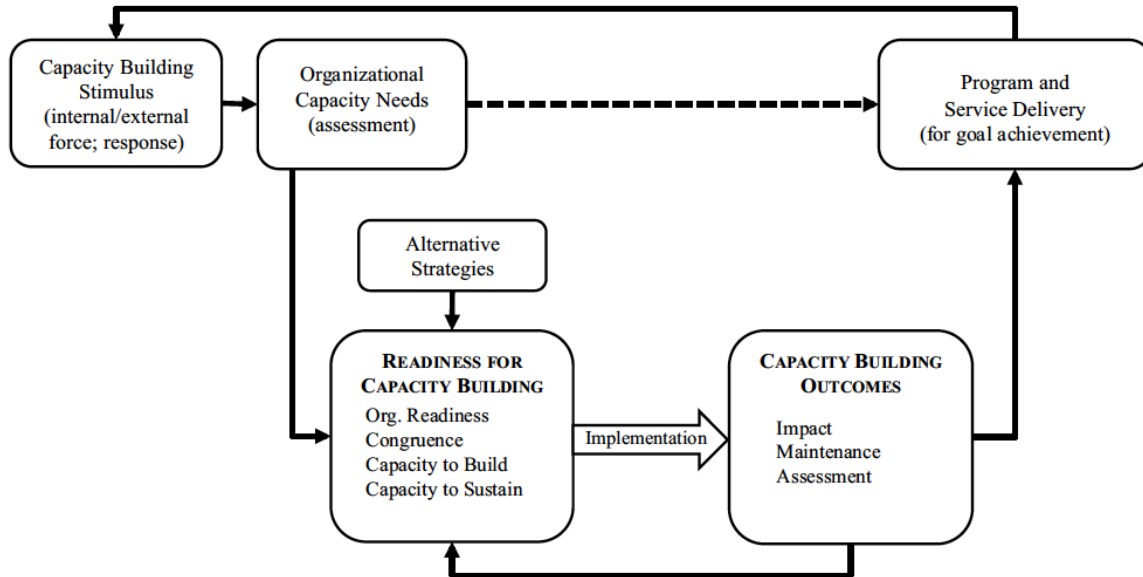 Capacity Building
Stimulus
(internal/external
force; response)
Organizational
Capacity Needs
(assessment)
Program and
Service Delivery
(for goal achievement)
Alternative
Strategies
READINESS FOR
CAPACITY BUILDING
Org. Readiness
Congruence
Capacity to Build
Capacity to Sustain
Implementation
CAPACITY BUILDING
OUTCOMES
Impact
Maintenance
Assessment